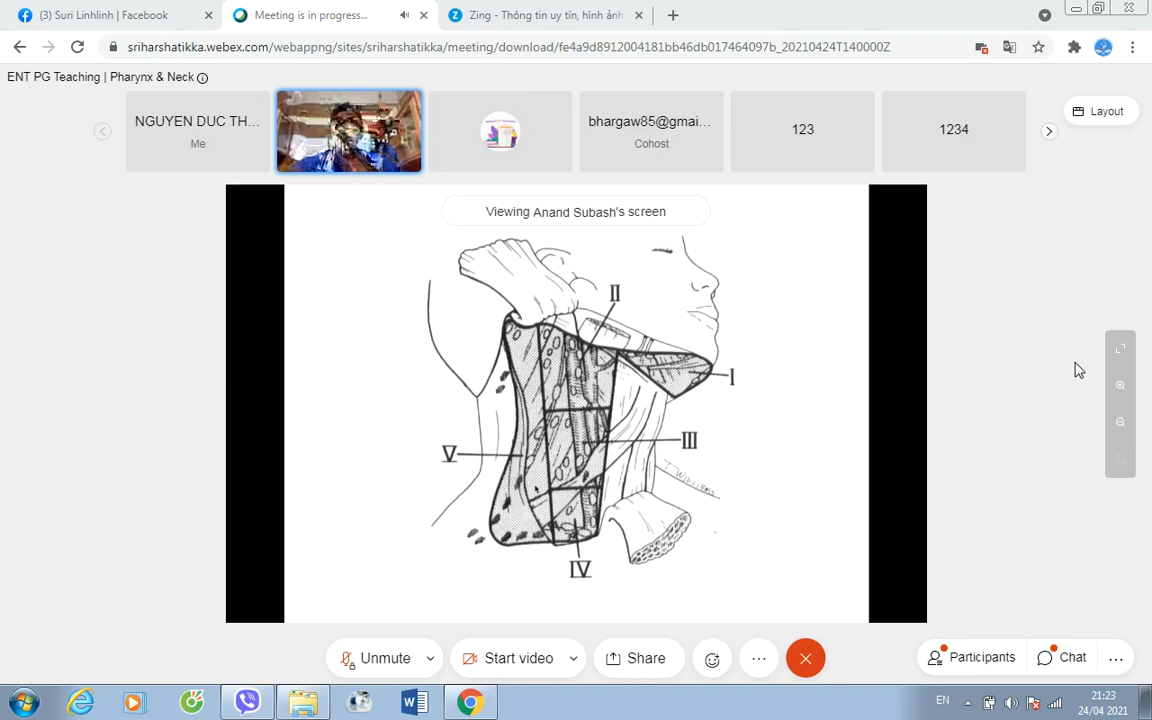 (3) Suri Linhlinh | Facebook
Meeting is in progress...
Zing - Thông tin uy tín, hình ảnh
sriharshatikka.webex.com/webappng/sites/sriharshatikka/meeting/download/fe4a9d8912004181bb46db017464097b_20210424T140000Z
ENT PG Teaching | Pharynx & Neck
NGUYEN DUC TH...
Me
bhargaw85@gmai...
Cohost
123
1234
Layout
Viewing Anand Subash's screen
II
I
III
V
T. WILLIAMS
IV
Unmute
Start video
Share
Participants
Chat
EN
21:23
24/04/2021